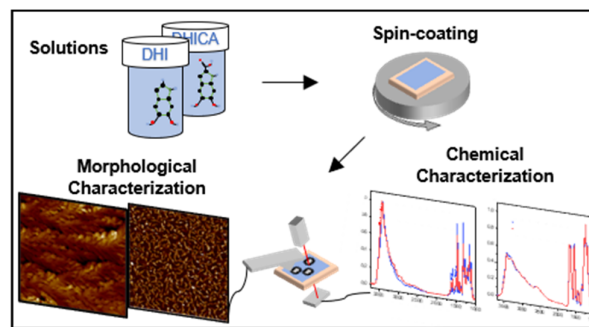 Solutions
DHI
DHICA
Spin-coating
Morphological
Characterization
Chemical
Characterization